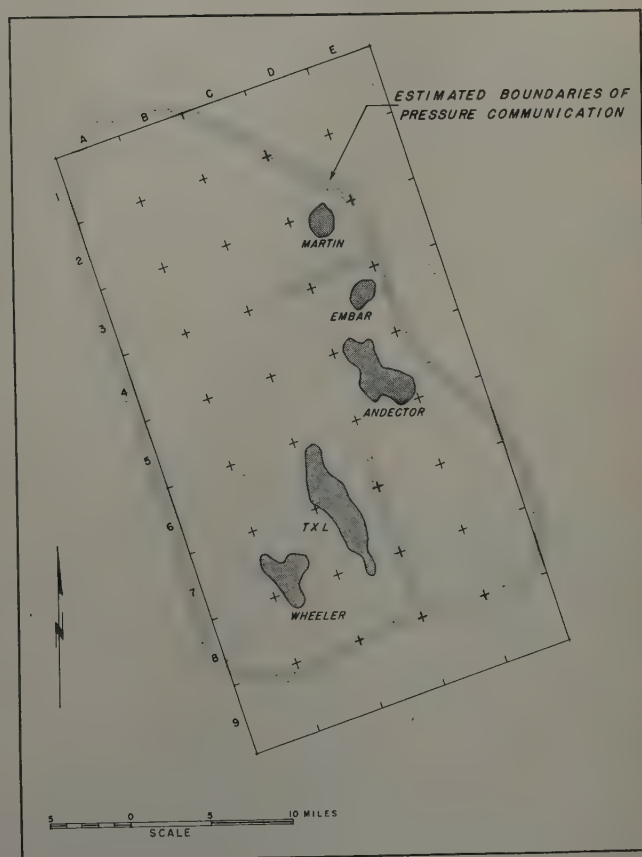 A B C D E
ESTIMATED BOUNDARIES OF
PRESSURE COMMUNICATION
1
2
3
4
5
6
7
8
9
MARTIN
EMBAR
ANDECTOR
TXL
WHEELER
N
5 0 5 10 MILES
SCALE